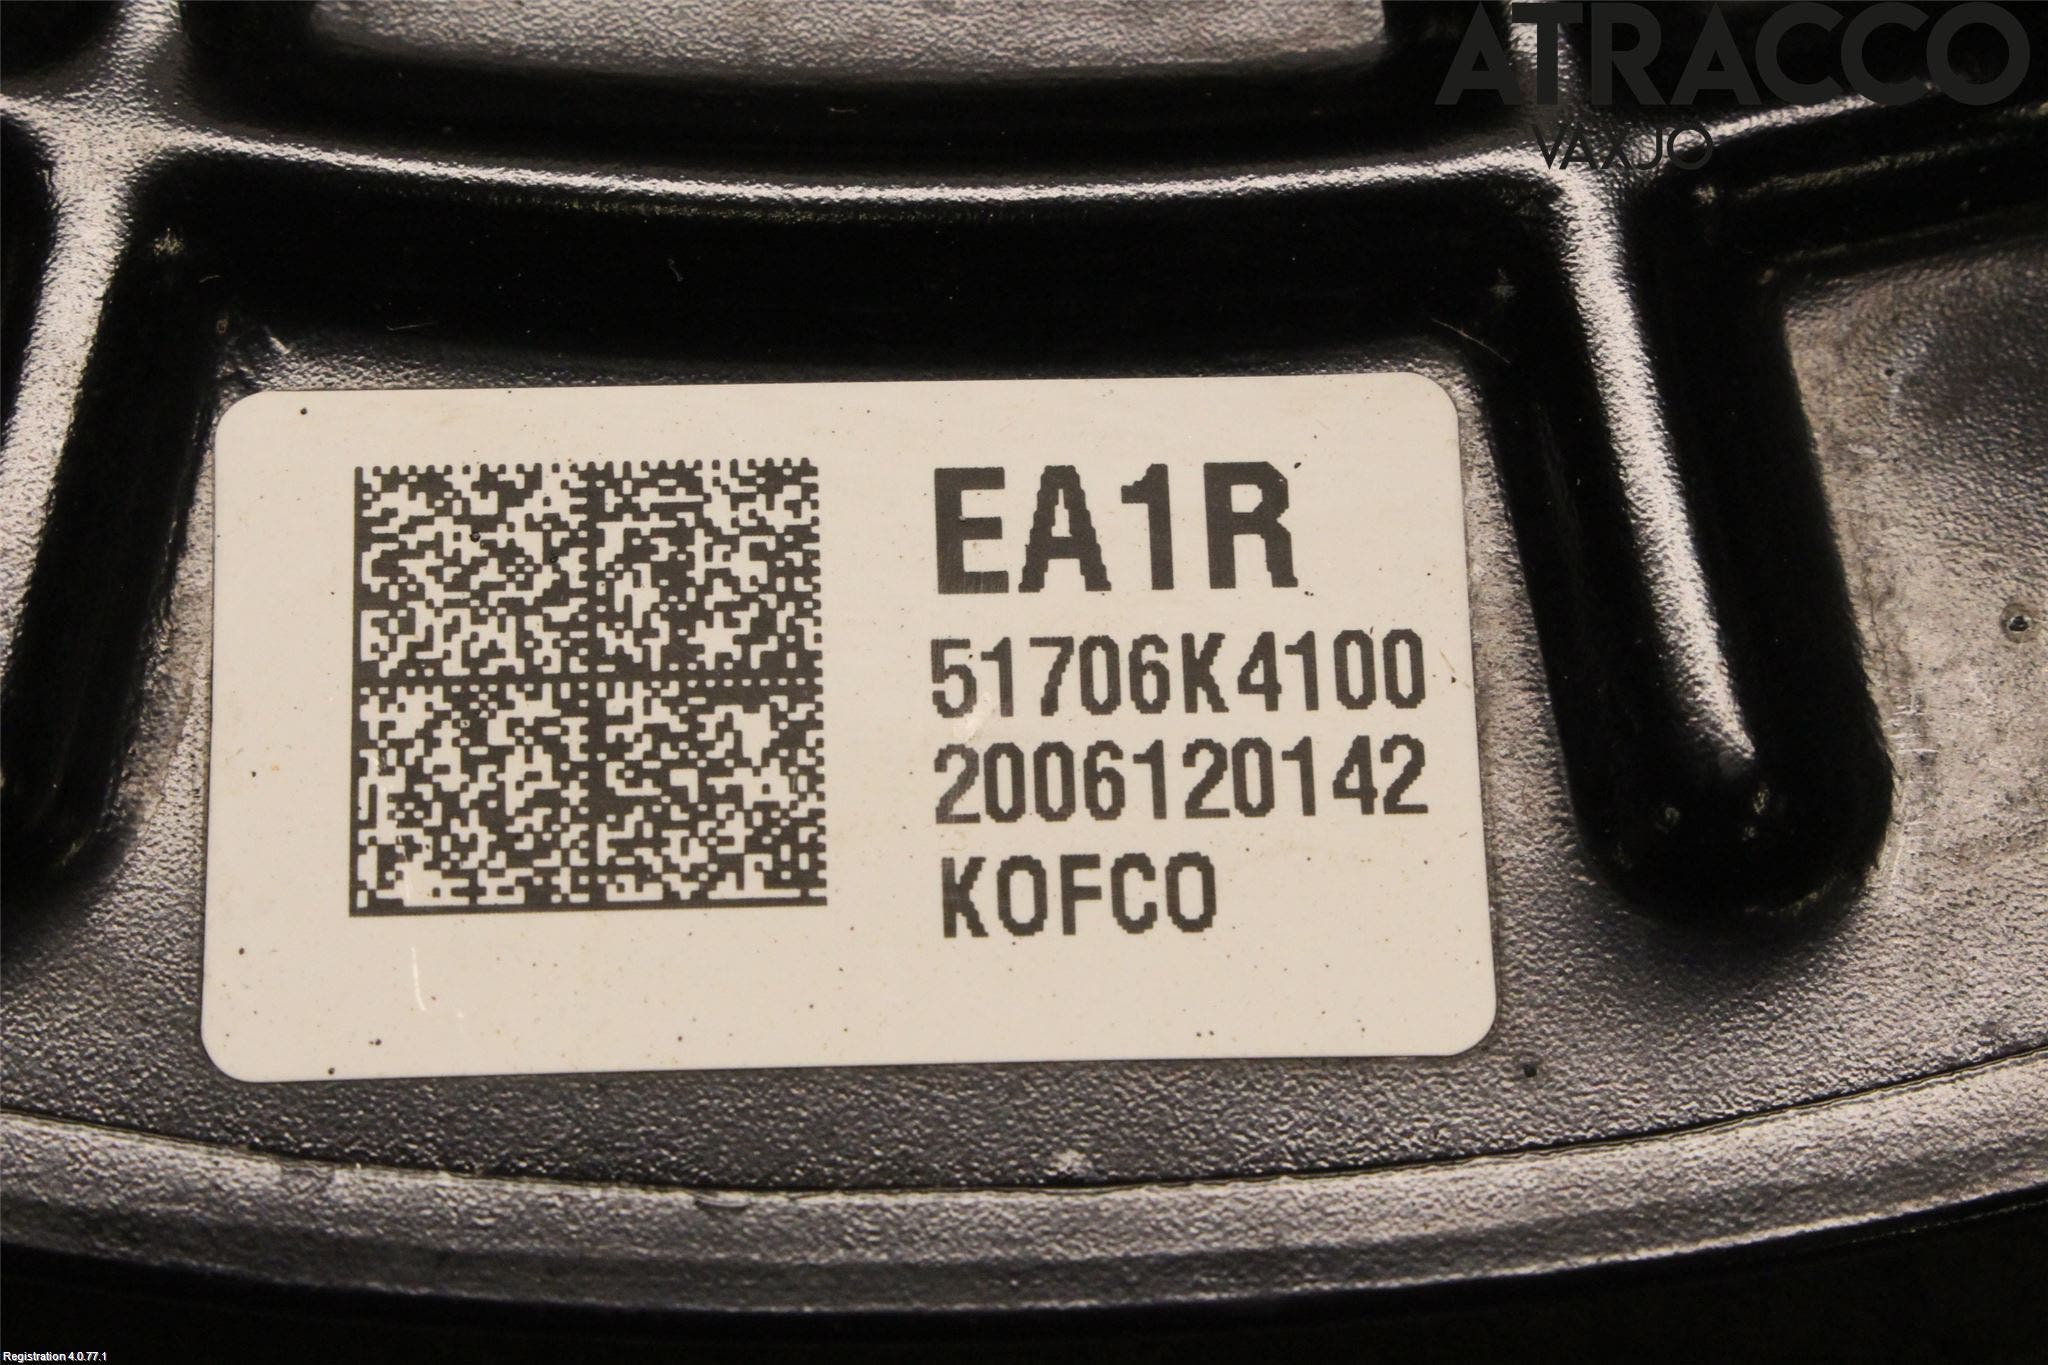 ATRACCO
VAXJO
EA1R
51706K4100
2006120142
KOFCO
Registration 4.0.77.1